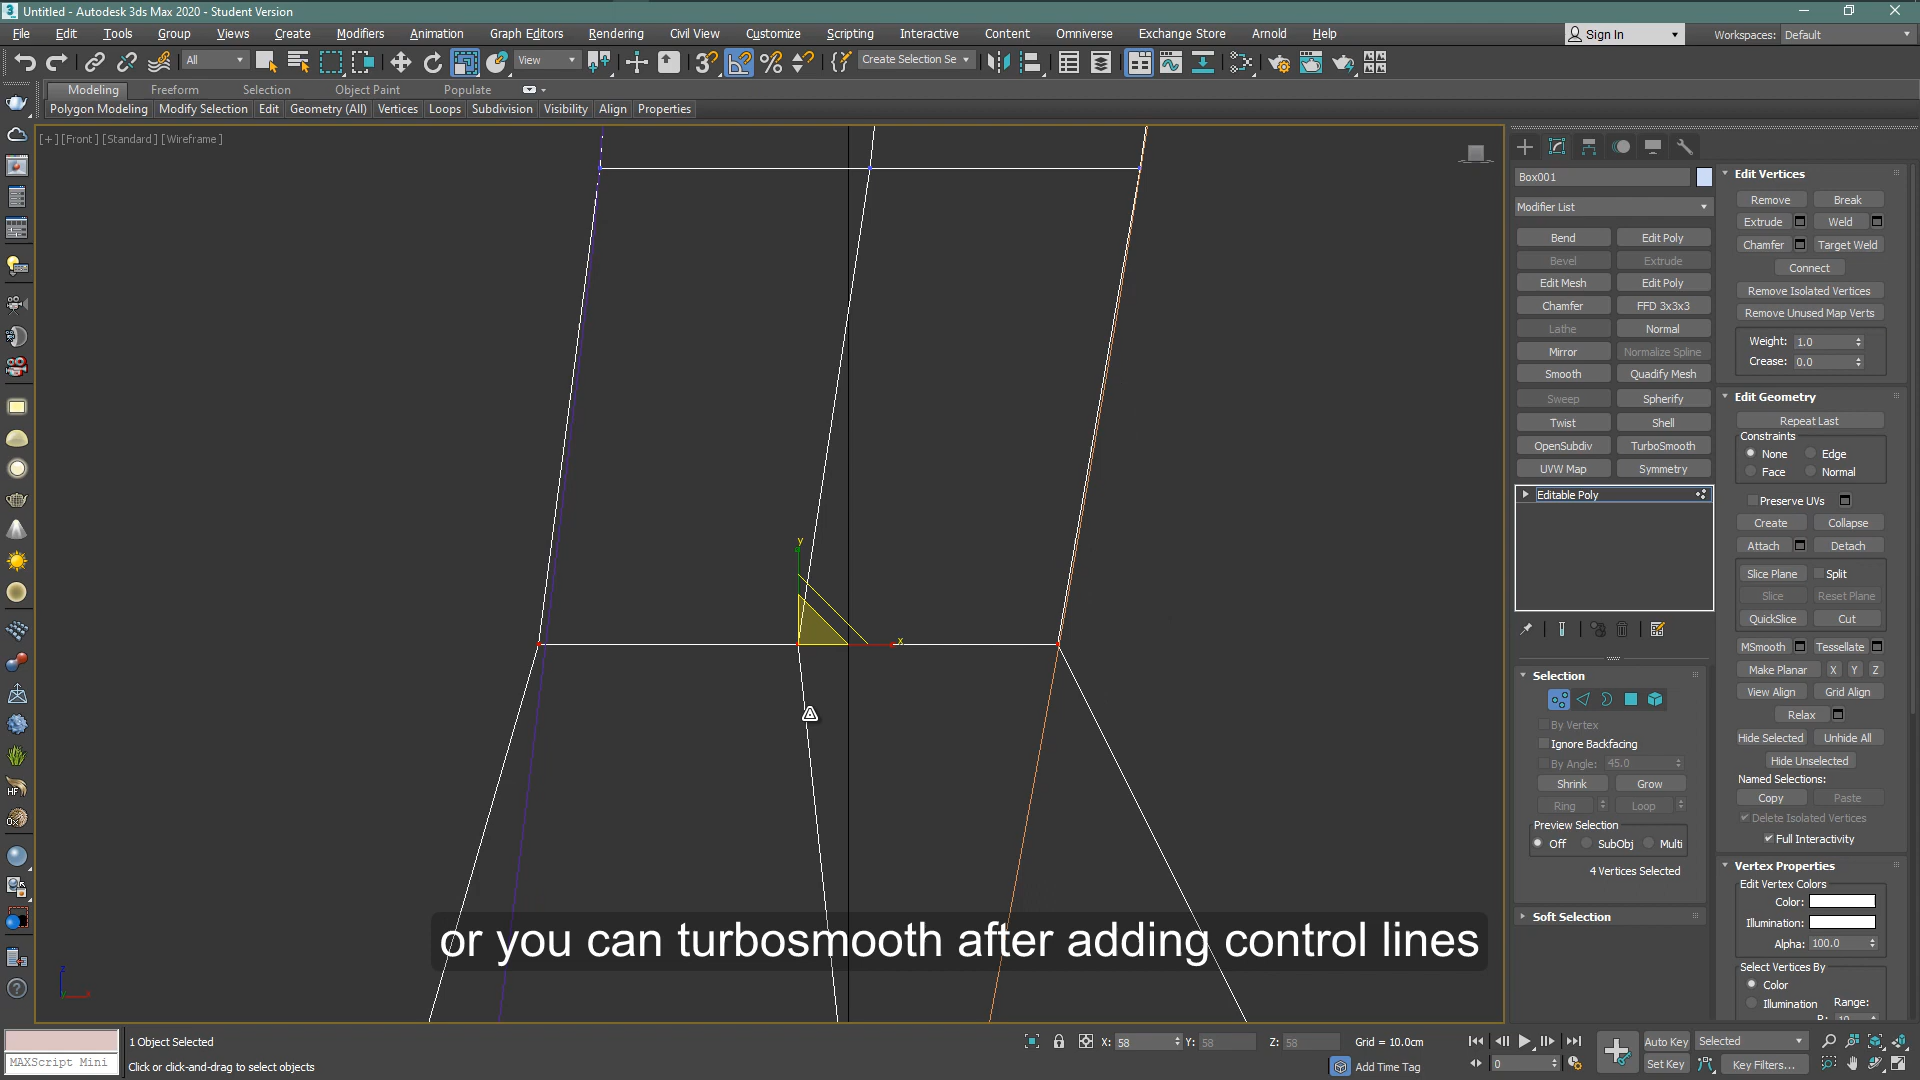 Untitled - Autodesk 3ds Max 2020 - Student Version
File Edit Tools Group Views Create Modifiers Animation Graph Editors Rendering Civil View Customize Scripting Interactive Content Omniverse Exchange Store Arnold Help Sign In Workspaces: Default
All View Create Selection Se
Modeling Freeform Selection Object Paint Populate
Polygon Modeling Modify Selection Edit Geometry (All) Vertices Loops Subdivision Visibility Align Properties
[+] [Front] [Standard] [Wireframe]
y
x
or you can turbosmooth after adding control lines
Box001
Modifier List
Bend Edit Poly
Bevel Extrude
Edit Mesh Edit Poly
Chamfer FFD 3x3x3
Lathe Normal
Mirror Normalize Spline
Smooth Quadify Mesh
Sweep Spherify
Twist Shell
OpenSubdiv TurboSmooth
UVW Map Symmetry
Editable Poly
Selection
By Vertex
Ignore Backfacing
By Angle: 45.0
Shrink Grow
Ring Loop
Preview Selection
Off SubObj Multi
4 Vertices Selected
Soft Selection
Edit Vertices
Remove Break
Extrude Weld
Chamfer Target Weld
Connect
Remove Isolated Vertices
Remove Unused Map Verts
Weight: 1.0
Crease: 0.0
Edit Geometry
Repeat Last
Constraints
None Edge
Face Normal
Preserve UVs
Create Collapse
Attach Detach
Slice Plane Split
Slice Reset Plane
QuickSlice Cut
MSmooth Tessellate
Make Planar X Y Z
View Align Grid Align
Relax
Hide Selected Unhide All
Hide Unselected
Named Selections:
Copy Paste
Delete Isolated Vertices
Full Interactivity
Vertex Properties
Edit Vertex Colors
Color:
Illumination:
Alpha: 100.0
Select Vertices By
Color
Illumination Range:
1 Object Selected
MAXScript Mini
Click or click-and-drag to select objects
X: 58 Y: 58 Z: 58 Grid = 10.0cm
Add Time Tag
0
Auto Key Selected
Set Key Key Filters...